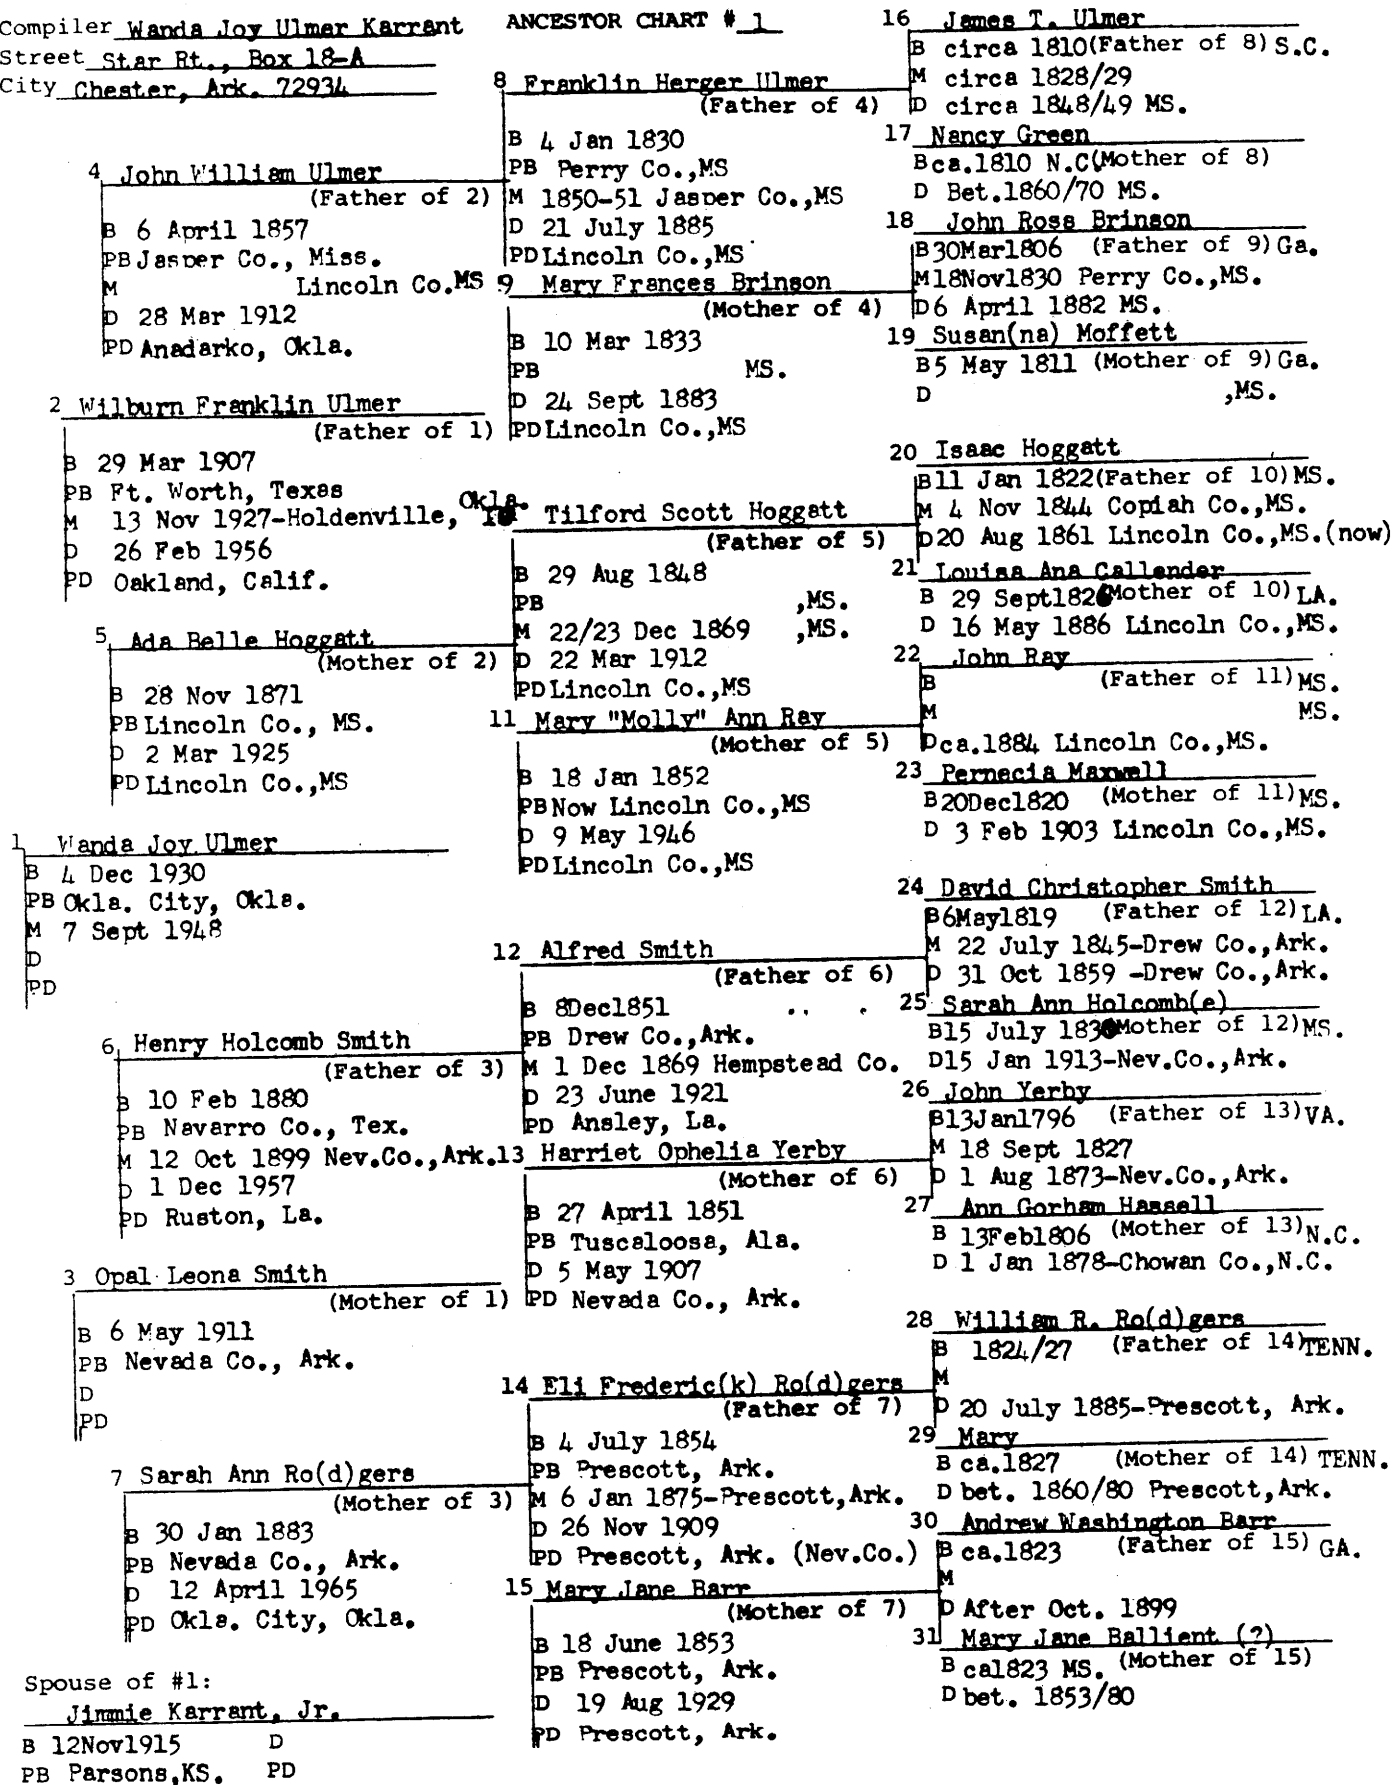 Compiler Wanda Joy Ulmer Karrant
Street Star Rt., Box 18-A
City Chester, Ark. 72934
ANCESTOR CHART # 1
1 Wanda Joy Ulmer
B 4 Dec 1930
PB Okla. City, Okla.
M 7 Sept 1948
D
PD
2 Wilburn Franklin Ulmer
(Father of 1)
B 29 Mar 1907
PB Ft. Worth, Texas
M 13 Nov 1927-Holdenville, Okla.
D 26 Feb 1956
PD Oakland, Calif.
3 Opal Leona Smith
(Mother of 1)
B 6 May 1911
PB Nevada Co., Ark.
D
PD
4 John William Ulmer
(Father of 2)
B 6 April 1857
PB Jasper Co., Miss.
M Lincoln Co.MS
D 28 Mar 1912
PD Anadarko, Okla.
5 Ada Belle Hoggatt
(Mother of 2)
B 28 Nov 1871
PB Lincoln Co., MS.
D 2 Mar 1925
PD Lincoln Co.,MS
6 Henry Holcomb Smith
(Father of 3)
B 10 Feb 1880
PB Navarro Co., Tex.
M 12 Oct 1899 Nev.Co.,Ark.
D 1 Dec 1957
PD Ruston, La.
7 Sarah Ann Ro(d)gers
(Mother of 3)
B 30 Jan 1883
PB Nevada Co., Ark.
D 12 April 1965
PD Okla. City, Okla.
8 Franklin Herger Ulmer
(Father of 4)
B 4 Jan 1830
PB Perry Co.,MS
M 1850-51 Jasper Co.,MS
D 21 July 1885
PD Lincoln Co.,MS
9 Mary Frances Brinson
(Mother of 4)
B 10 Mar 1833
PB MS.
D 24 Sept 1883
PD Lincoln Co.,MS
10 Tilford Scott Hoggatt
(Father of 5)
B 29 Aug 1848
PB ,MS.
M 22/23 Dec 1869 ,MS.
D 22 Mar 1912
PD Lincoln Co.,MS
11 Mary "Molly" Ann Ray
(Mother of 5)
B 18 Jan 1852
PB Now Lincoln Co.,MS
D 9 May 1946
PD Lincoln Co.,MS
12 Alfred Smith
(Father of 6)
B 8Dec1851
PB Drew Co.,Ark.
M 1 Dec 1869 Hempstead Co.
D 23 June 1921
PD Ansley, La.
13 Harriet Ophelia Yerby
(Mother of 6)
B 27 April 1851
PB Tuscaloosa, Ala.
D 5 May 1907
PD Nevada Co., Ark.
14 Eli Frederic(k) Ro(d)gers
(Father of 7)
B 4 July 1854
PB Prescott, Ark.
M 6 Jan 1875-Prescott,Ark.
D 26 Nov 1909
PD Prescott, Ark. (Nev.Co.)
15 Mary Jane Barr
(Mother of 7)
B 18 June 1853
PB Prescott, Ark.
D 19 Aug 1929
PD Prescott, Ark.
16 James T. Ulmer
B circa 1810(Father of 8) S.C.
M circa 1828/29
D circa 1848/49 MS.
17 Nancy Green
B ca.1810 N.C(Mother of 8)
D Bet.1860/70 MS.
18 John Ross Brinson
B 30Mar1806 (Father of 9) Ga.
M 18Nov1830 Perry Co.,MS.
D 6 April 1882 MS.
19 Susan(na) Moffett
B 5 May 1811 (Mother of 9) Ga.
D ,MS.
20 Isaac Hoggatt
B 11 Jan 1822(Father of 10) MS.
M 4 Nov 1844 Copiah Co.,MS.
D 20 Aug 1861 Lincoln Co.,MS.(now)
21 Louisa Ana Callender
B 29 Sept (Mother of 10) LA.
D 16 May 1886 Lincoln Co.,MS.
22 John Ray
B (Father of 11) MS.
M MS.
D ca.1884 Lincoln Co.,MS.
23 Pernecia Maxwell
B 20Dec1820 (Mother of 11) MS.
D 3 Feb 1903 Lincoln Co.,MS.
24 David Christopher Smith
B 6May1819 (Father of 12) LA.
M 22 July 1845-Drew Co.,Ark.
D 31 Oct 1859 -Drew Co.,Ark.
25 Sarah Ann Holcomb(e)
B 15 July (Mother of 12) MS.
D 15 Jan 1913-Nev.Co.,Ark.
26 John Yerby
B 13Jan1796 (Father of 13) VA.
M 18 Sept 1827
D 1 Aug 1873-Nev.Co.,Ark.
27 Ann Gorham Hassell
B 13Feb1806 (Mother of 13) N.C.
D 1 Jan 1878-Chowan Co.,N.C.
28 William R. Ro(d)gers
B 1824/27 (Father of 14) TENN.
M
D 20 July 1885-Prescott, Ark.
29 Mary
B ca.1827 (Mother of 14) TENN.
D bet. 1860/80 Prescott,Ark.
30 Andrew Washington Barr
B ca.1823 (Father of 15) GA.
M
D After Oct. 1899
31 Mary Jane Ballient (?)
B ca1823 MS. (Mother of 15)
D bet. 1853/80
Spouse of #1:
Jimmie Karrant, Jr.
B 12Nov1915 D
PB Parsons,KS. PD